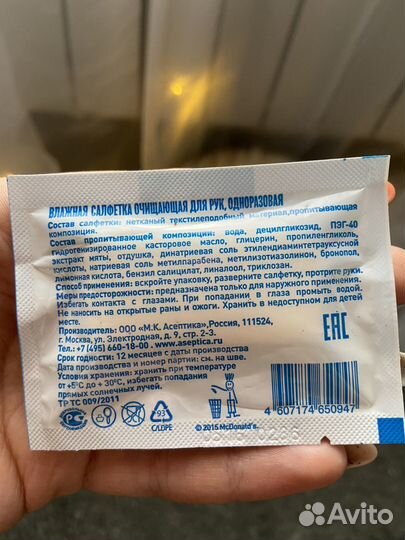 ВЛАЖНАЯ САЛФЕТКА ОЧИЩАЮЩАЯ ДЛЯ РУК, ОДНОРАЗОВАЯ
Состав салфетки: нетканый текстилеподобный материал,пропитывающая
композиция.
Состав пропитывающей композиции: вода, децилглюкозид, ПЭГ-40
гидрогенизированное касторовое масло, глицерин, пропиленгликоль,
экстракт мяты, отдушка, динатриевая соль этилендиаминтетрауксусной
кислоты, натриевая соль метилпарабена, метилизотиазолинон, бронопол,
лимонная кислота, бензил салицилат, линалоол, триклозан.
Способ применения: вскройте упаковку, разверните салфетку, протрите руки.
Меры предосторожности: предназначена только для наружного применения.
Избегать контакта с глазами. При попадании в глаза промыть водой.
Не наносить на открытые раны и ожоги. Хранить в недоступном для детей
месте.
Производитель: ООО «М.К. Асептика»,Россия, 111524,
г. Москва, ул. Электродная, д. 9, стр. 2-3.
Тел.:+7 (495) 660-18-00 . www.aseptica.ru
Срок годности: 12 месяцев с даты производства
Дата производства и номер партии: см. на шве.
Условия хранения: хранить при температуре
от +5°С до + 30°С, избегать попадания
прямых солнечных лучей.
ТР ТС 009/2011
EAC
93
C/LDPE
© 2015 McDonald's.
4 607174 650947
Avito